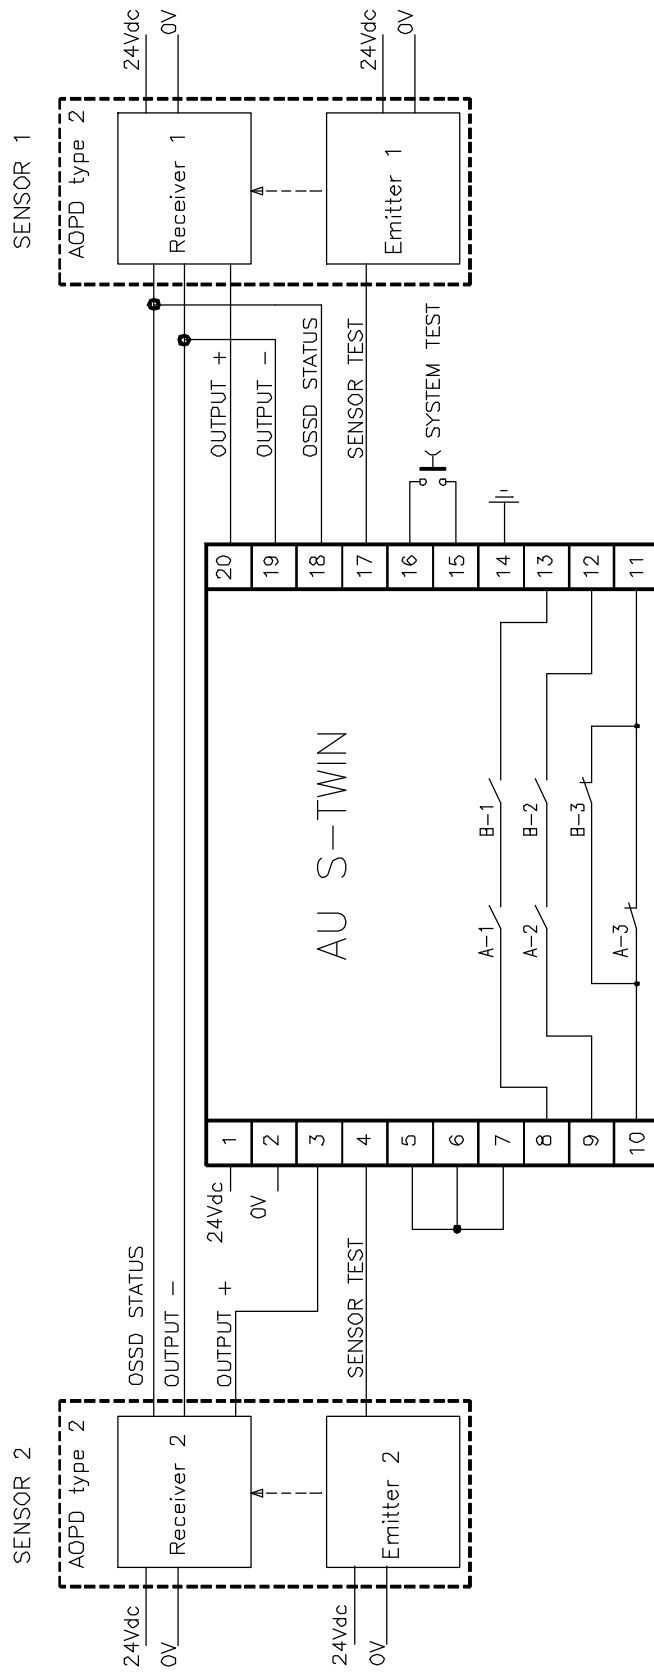 SENSOR 2
AOPD type 2
Receiver 2
Emitter 2
24Vdc
0V
24Vdc
0V
OSSD STATUS
OUTPUT –
OUTPUT +
SENSOR TEST
24Vdc
0V
1
2
3
4
5
6
7
8
9
10
AU S–TWIN
A–1
B–1
A–2
B–2
A–3
B–3
20
19
18
17
16
15
14
13
12
11
OUTPUT +
OUTPUT –
OSSD STATUS
SENSOR TEST
SYSTEM TEST
SENSOR 1
AOPD type 2
Receiver 1
Emitter 1
24Vdc
0V
24Vdc
0V